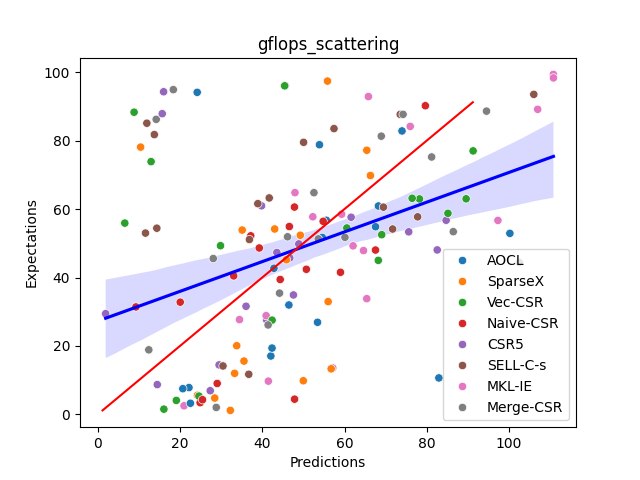 gflops_scattering
Expectations
100
80
60
40
20
0
0 20 40 60 80 100
Predictions
AOCL
SparseX
Vec-CSR
Naive-CSR
CSR5
SELL-C-s
MKL-IE
Merge-CSR